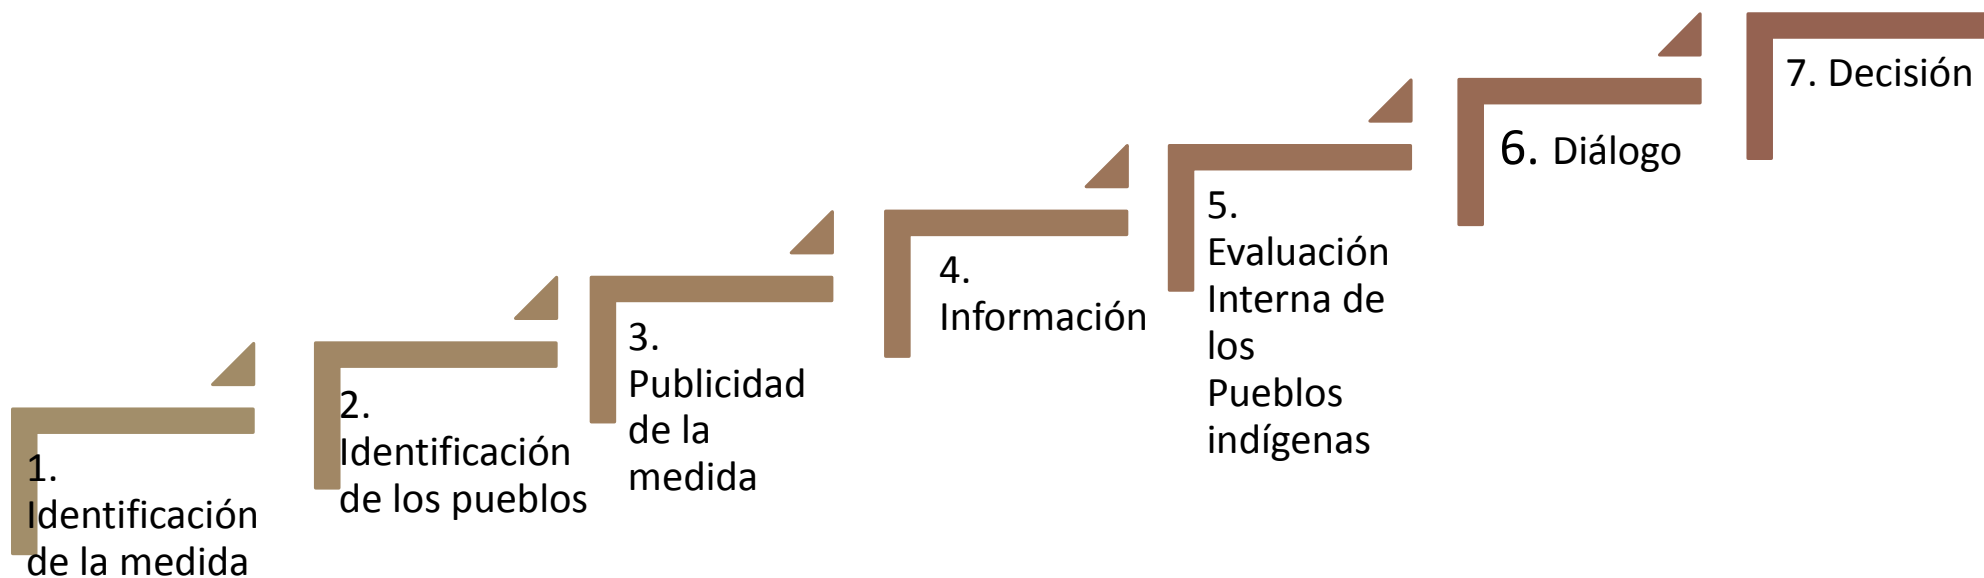 1.
Identificación
de la medida
2.
Identificación
de los pueblos
3.
Publicidad
de la
medida
4.
Información
5.
Evaluación
Interna de
los
Pueblos
indígenas
6. Diálogo
7. Decisión